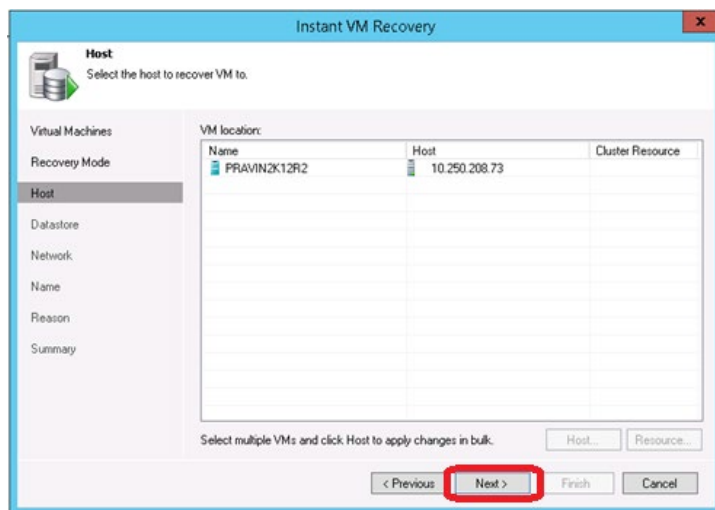 Instant VM Recovery
x
Host
Select the host to recover VM to.
Virtual Machines
Recovery Mode
Host
Datastore
Network
Name
Reason
Summary
VM location:
Name Host Cluster Resource
PRAVIN2K12R2 10.250.208.73
Select multiple VMs and click Host to apply changes in bulk. Host... Resource...
< Previous Next > Finish Cancel